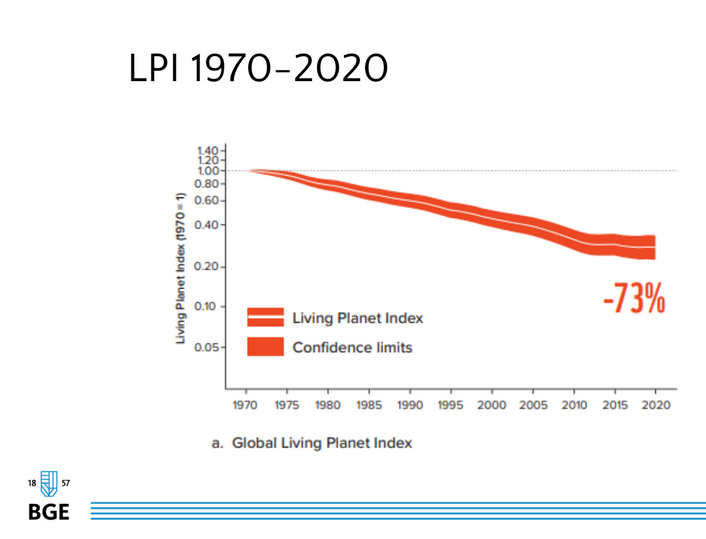 LPI 1970–2020
Living Planet Index (1970 = 1)
1.40
1.20
1.00
0.80
0.60
0.40
0.20
0.10
0.05
-73%
Living Planet Index
Confidence limits
1970 1975 1980 1985 1990 1995 2000 2005 2010 2015 2020
a. Global Living Planet Index
18 57
BGE